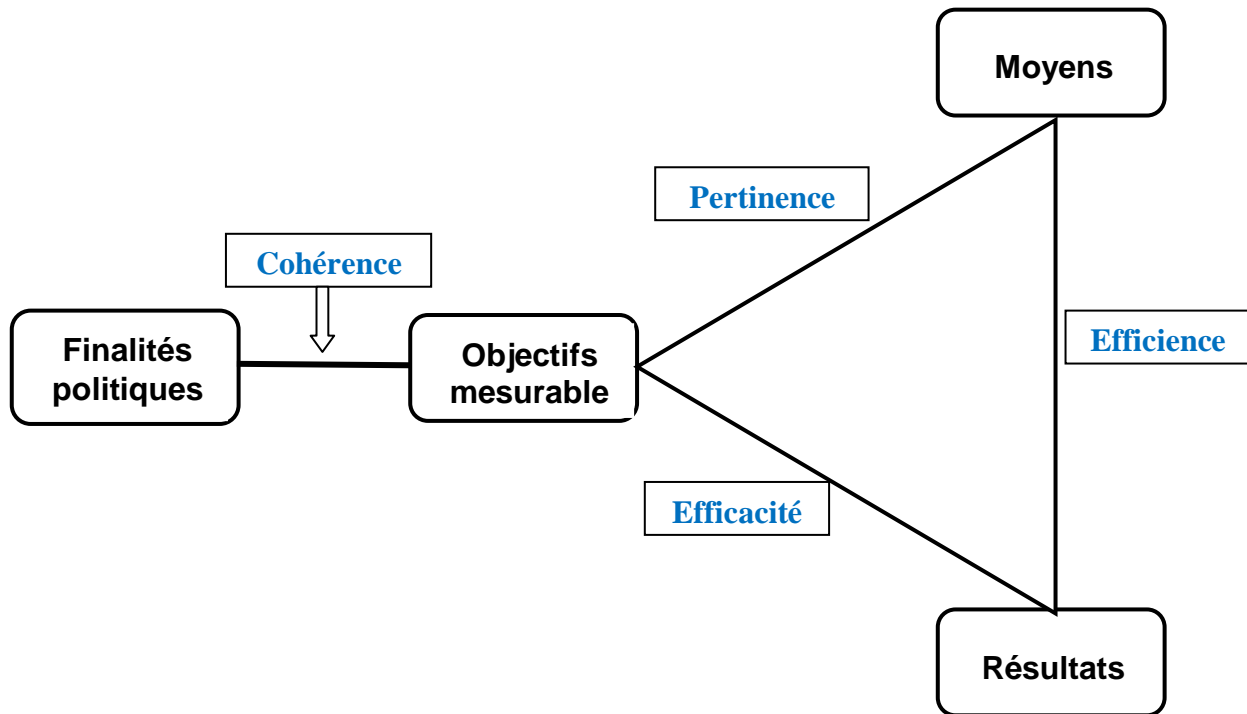 Moyens
Pertinence
Cohérence
Finalités
politiques
Objectifs
mesurable
Efficience
Efficacité
Résultats